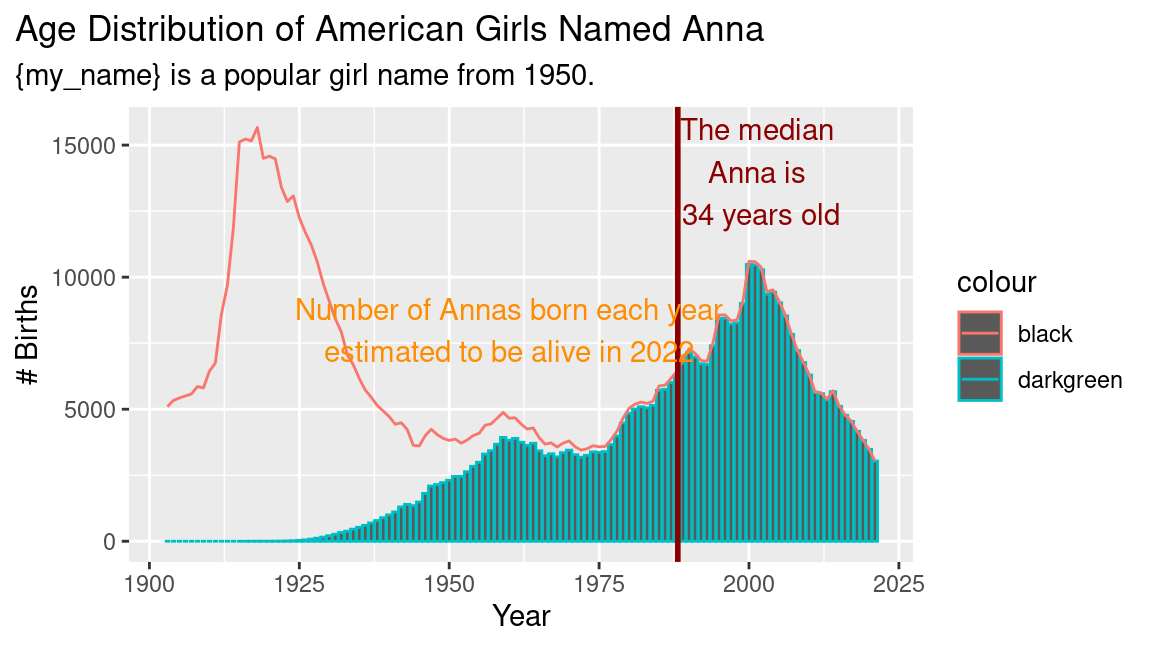 Age Distribution of American Girls Named Anna
{my_name} is a popular girl name from 1950.
The median
Anna is
34 years old
Number of Annas born each year
estimated to be alive in 2022
# Births
15000
10000
5000
0
1900
1925
1950
1975
2000
2025
Year
colour
black
darkgreen